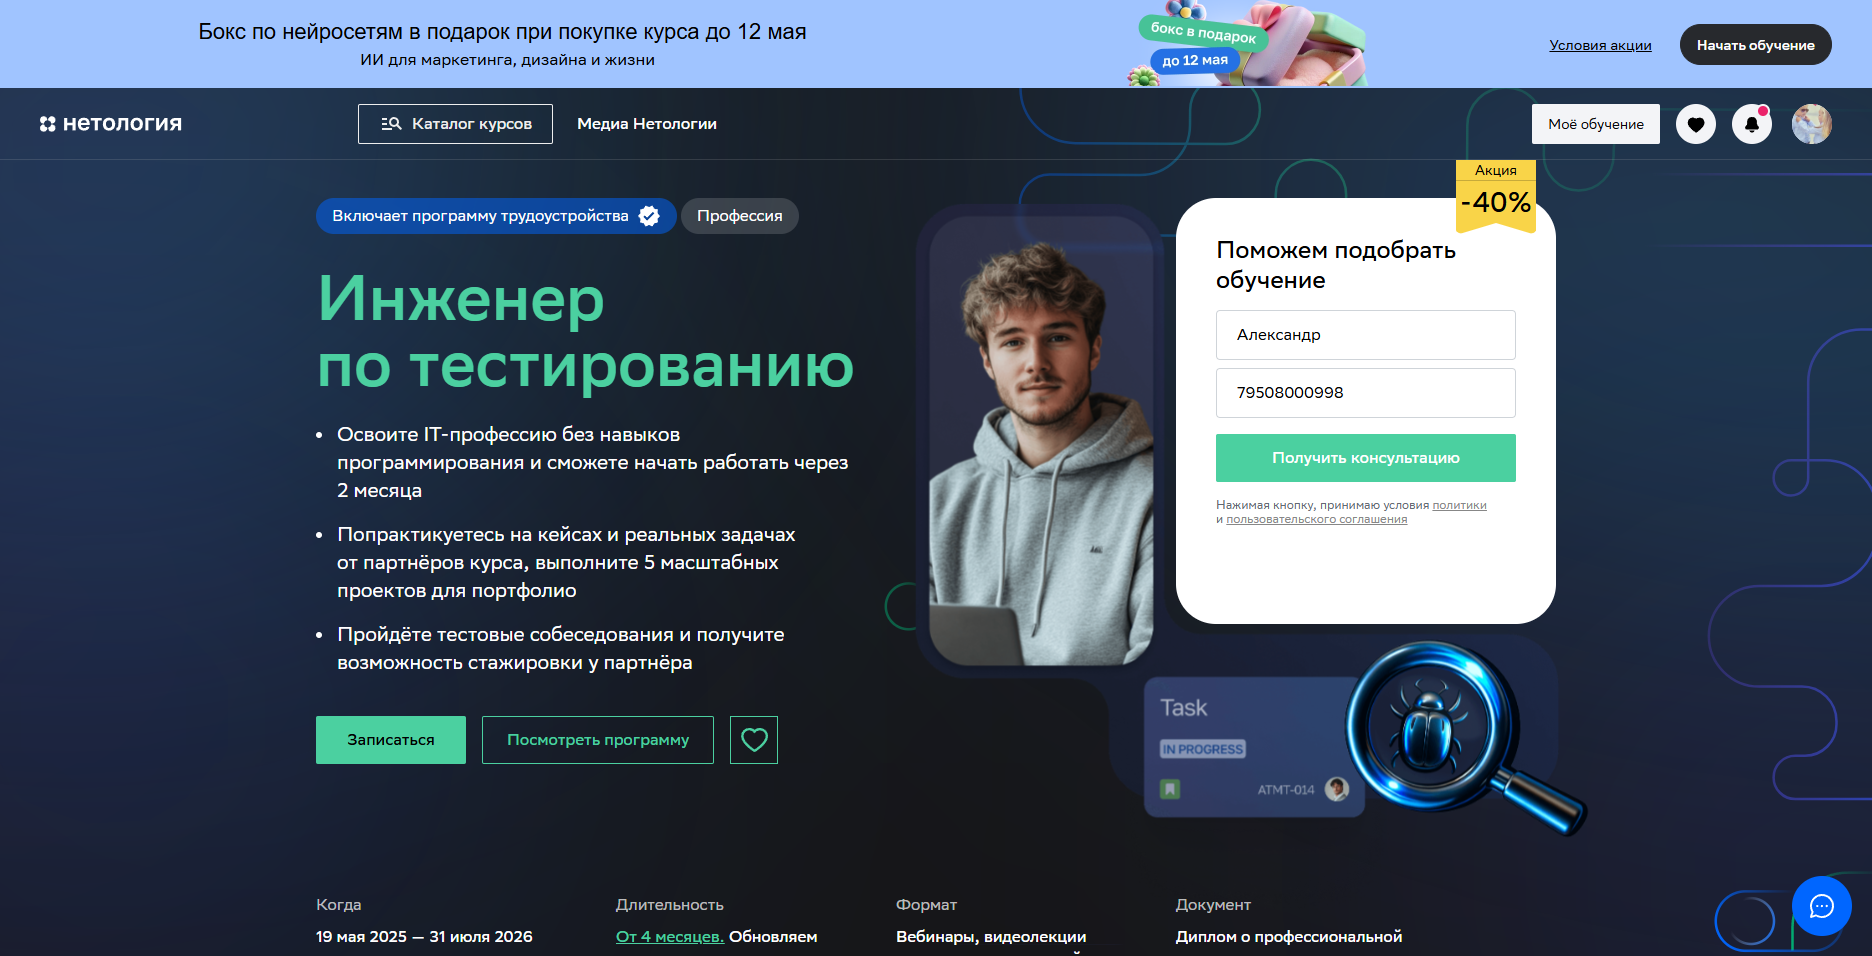 Бокс по нейросетям в подарок при покупке курса до 12 мая
ИИ для маркетинга, дизайна и жизни
бокс в подарок
до 12 мая
Условия акции
Начать обучение
нетология
Каталог курсов
Медиа Нетологии
Моё обучение
Включает программу трудоустройства
Профессия
Инженер
по тестированию
Освоите IT-профессию без навыков
программирования и сможете начать работать через
2 месяца
Попрактикуетесь на кейсах и реальных задачах
от партнёров курса, выполните 5 масштабных
проектов для портфолио
Пройдёте тестовые собеседования и получите
возможность стажировки у партнёра
Записаться
Посмотреть программу
Акция
-40%
Поможем подобрать
обучение
Александр
79508000998
Получить консультацию
Нажимая кнопку, принимаю условия политики
и пользовательского соглашения
Task
IN PROGRESS
ATMT-014
Когда
19 мая 2025 — 31 июля 2026
Длительность
От 4 месяцев. Обновляем
Формат
Вебинары, видеолекции
Документ
Диплом о профессиональной